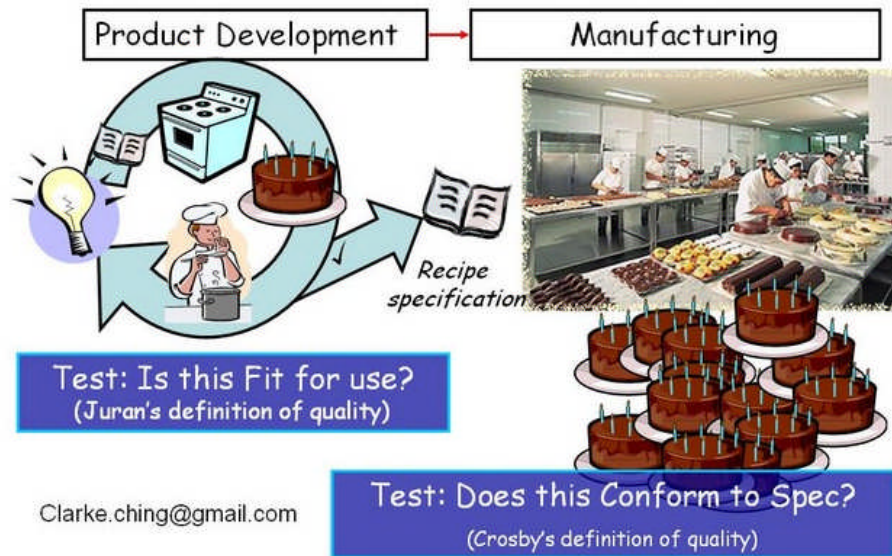 Product Development
Manufacturing
Recipe
specification
Test: Is this Fit for use?
(Juran's definition of quality)
Test: Does this Conform to Spec?
(Crosby's definition of quality)
Clarke.ching@gmail.com